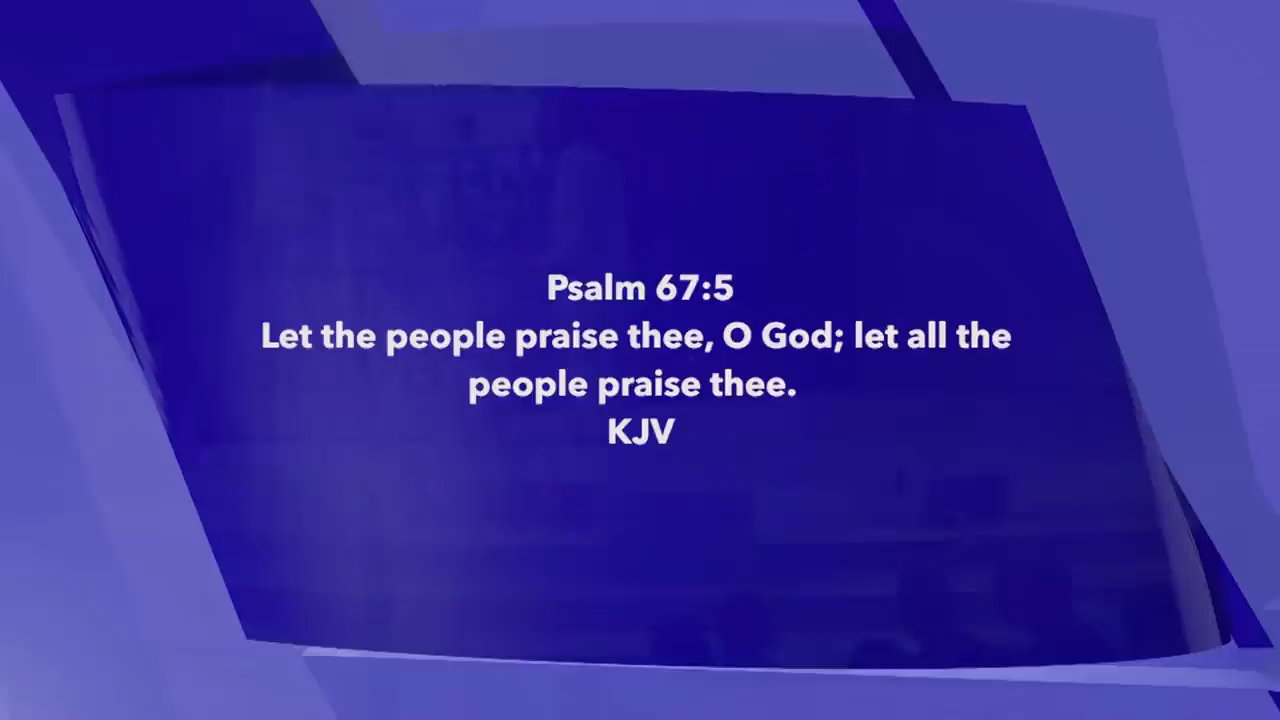 Psalm 67:5
Let the people praise thee, O God; let all the
people praise thee.
KJV